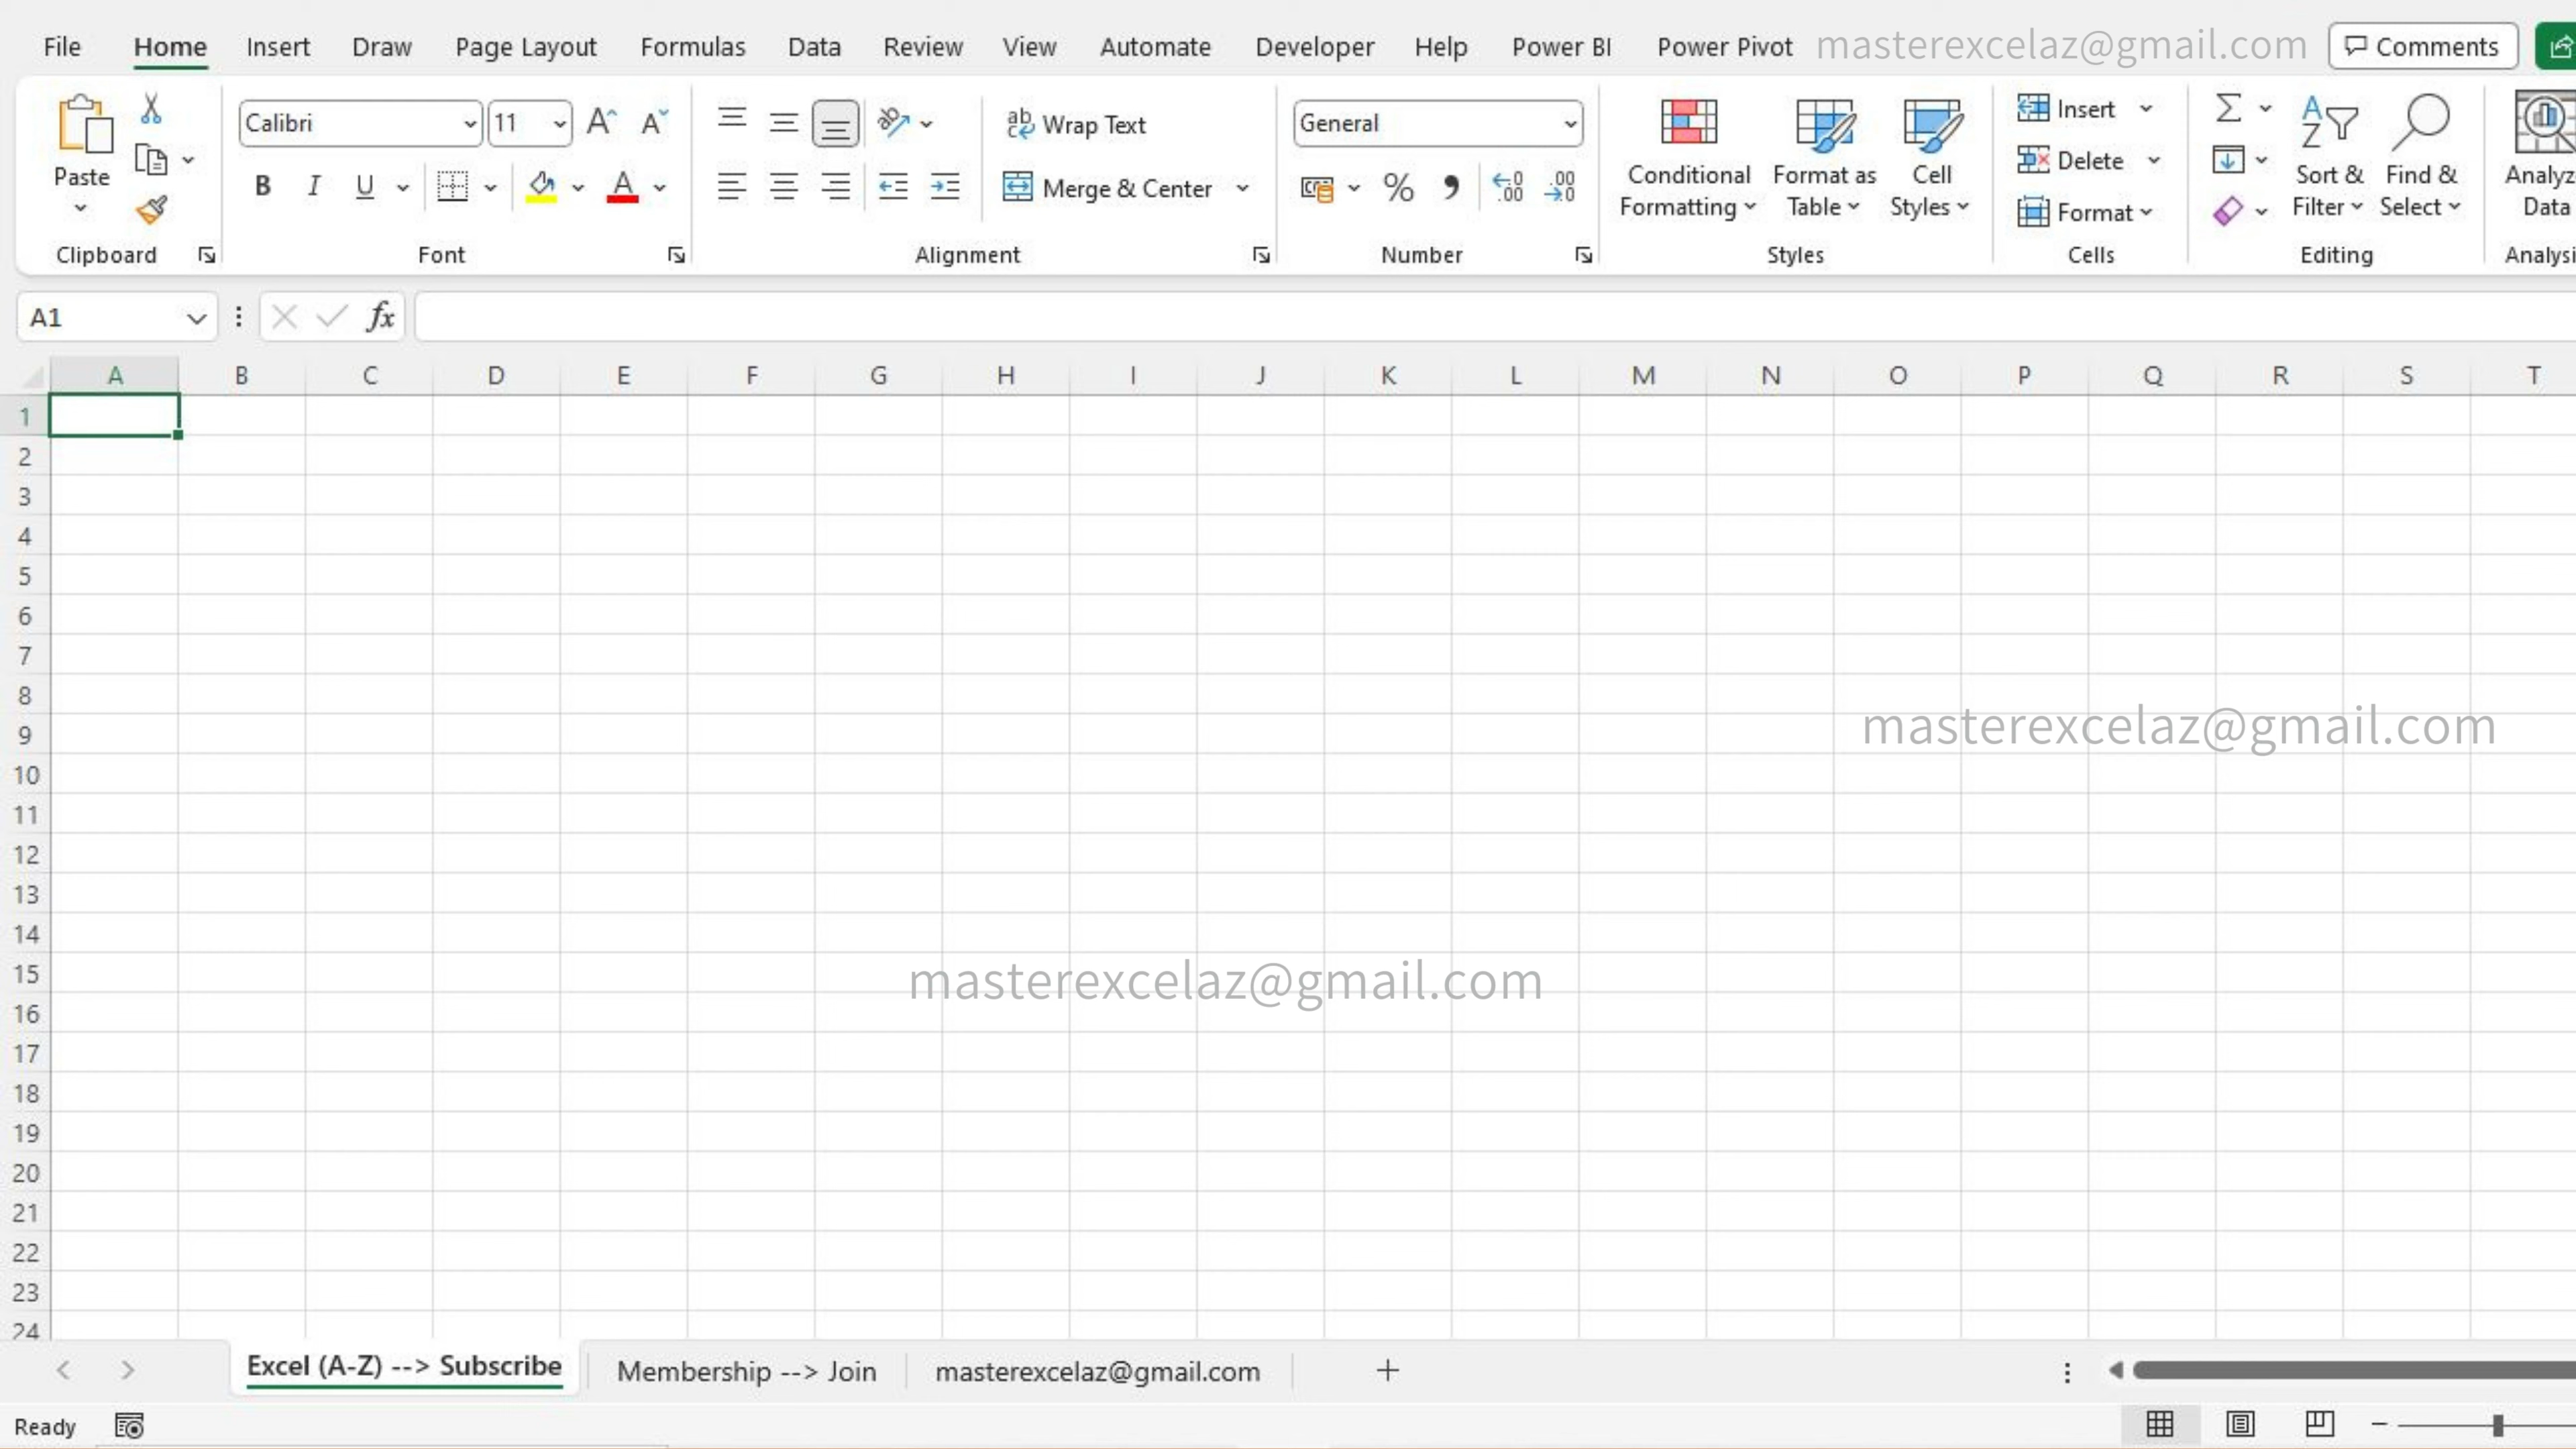 File Home Insert Draw Page Layout Formulas Data Review View Automate Developer Help Power BI Power Pivot masterexcelaz@gmail.com Comments
Calibri 11 Wrap Text General Insert
Paste B I U Merge & Center % Conditional Formatting Format as Table Cell Styles Delete Sort & Filter Find & Select Analyz Data
Format
Clipboard Font Alignment Number Styles Cells Editing Analysi
A1 fx
A B C D E F G H I J K L M N O P Q R S T
1
2
3
4
5
6
7
8
masterexcelaz@gmail.com
9
10
11
12
13
14
15
masterexcelaz@gmail.com
16
17
18
19
20
21
22
23
24
Excel (A-Z) --> Subscribe Membership --> Join masterexcelaz@gmail.com
Ready